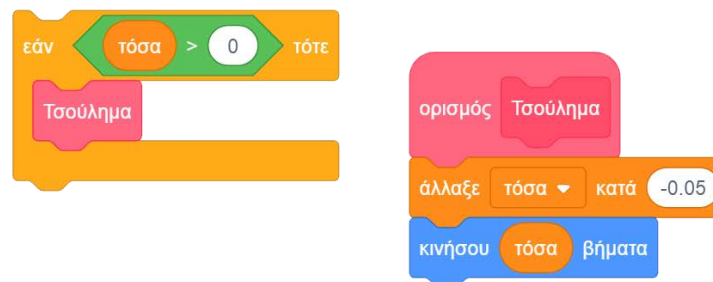 εάν τόσα > 0 τότε
Τσούλημα
ορισμός Τσούλημα
άλλαξε τόσα κατά -0.05
κινήσου τόσα βήματα